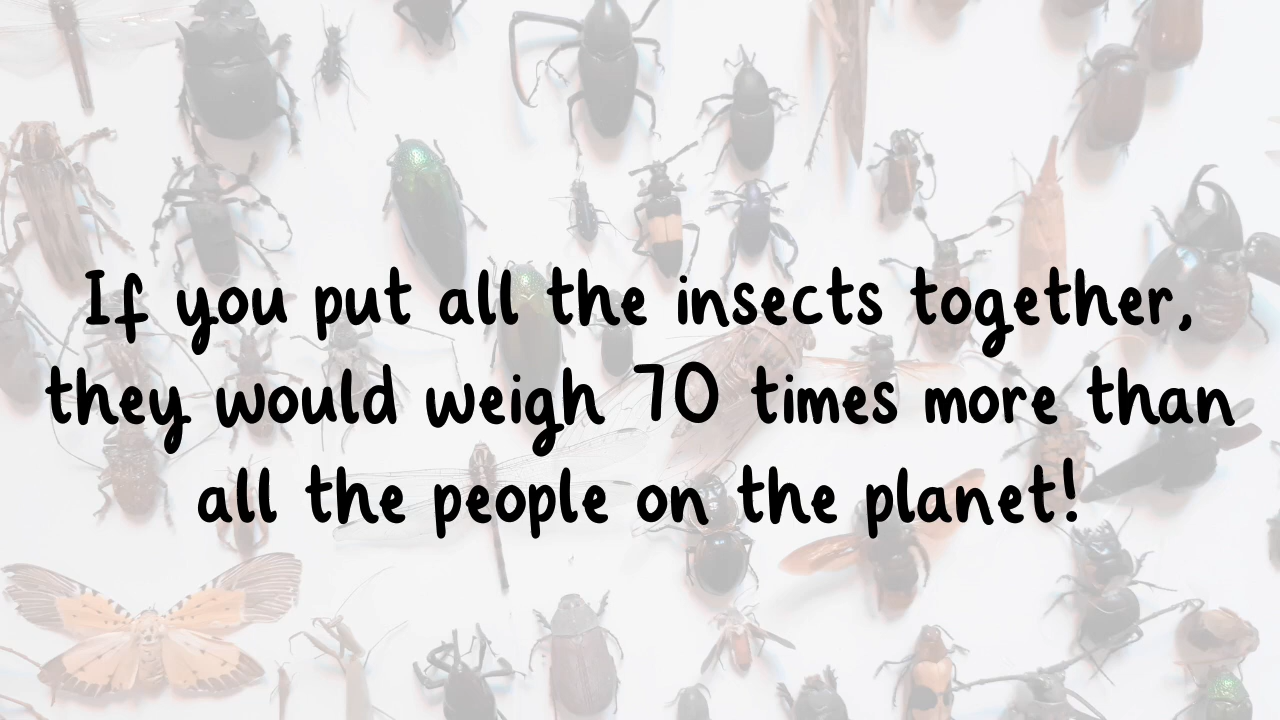 If you put all the insects together,
they would weigh 70 times more than
all the people on the planet!